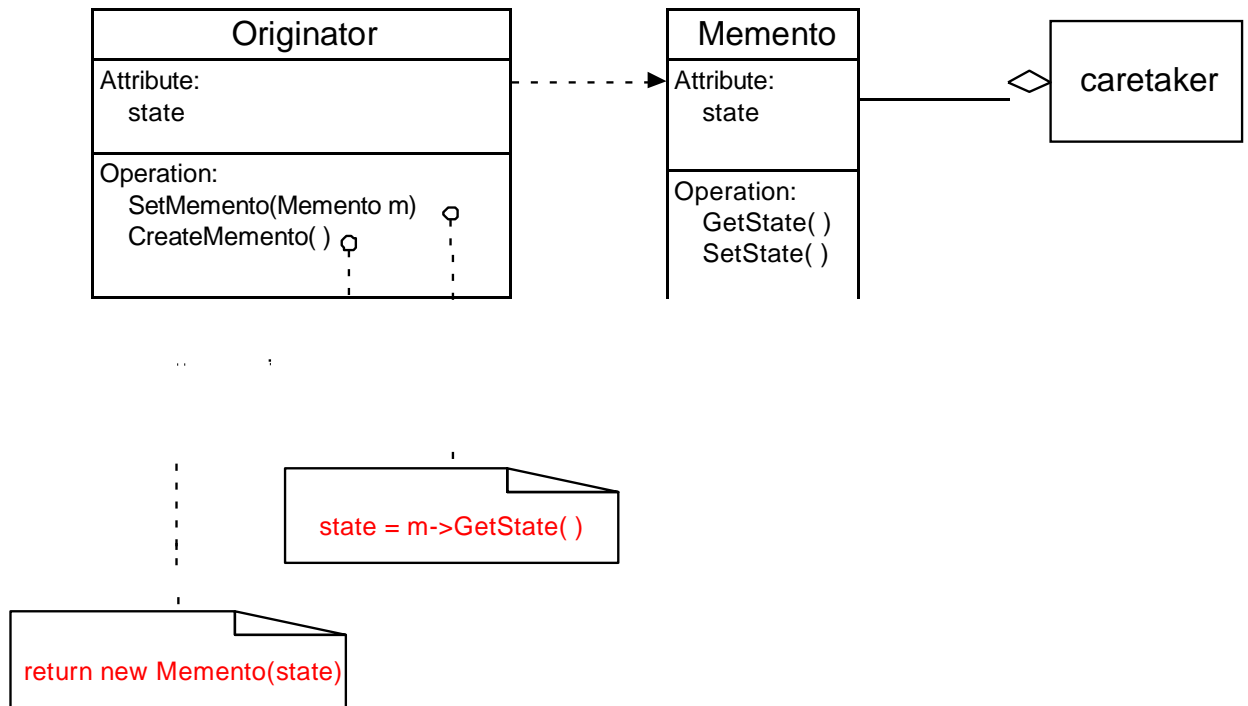 Originator
Attribute:
state
Operation:
SetMemento(Memento m)
CreateMemento( )
Memento
Attribute:
state
Operation:
GetState( )
SetState( )
caretaker
state = m->GetState( )
return new Memento(state)